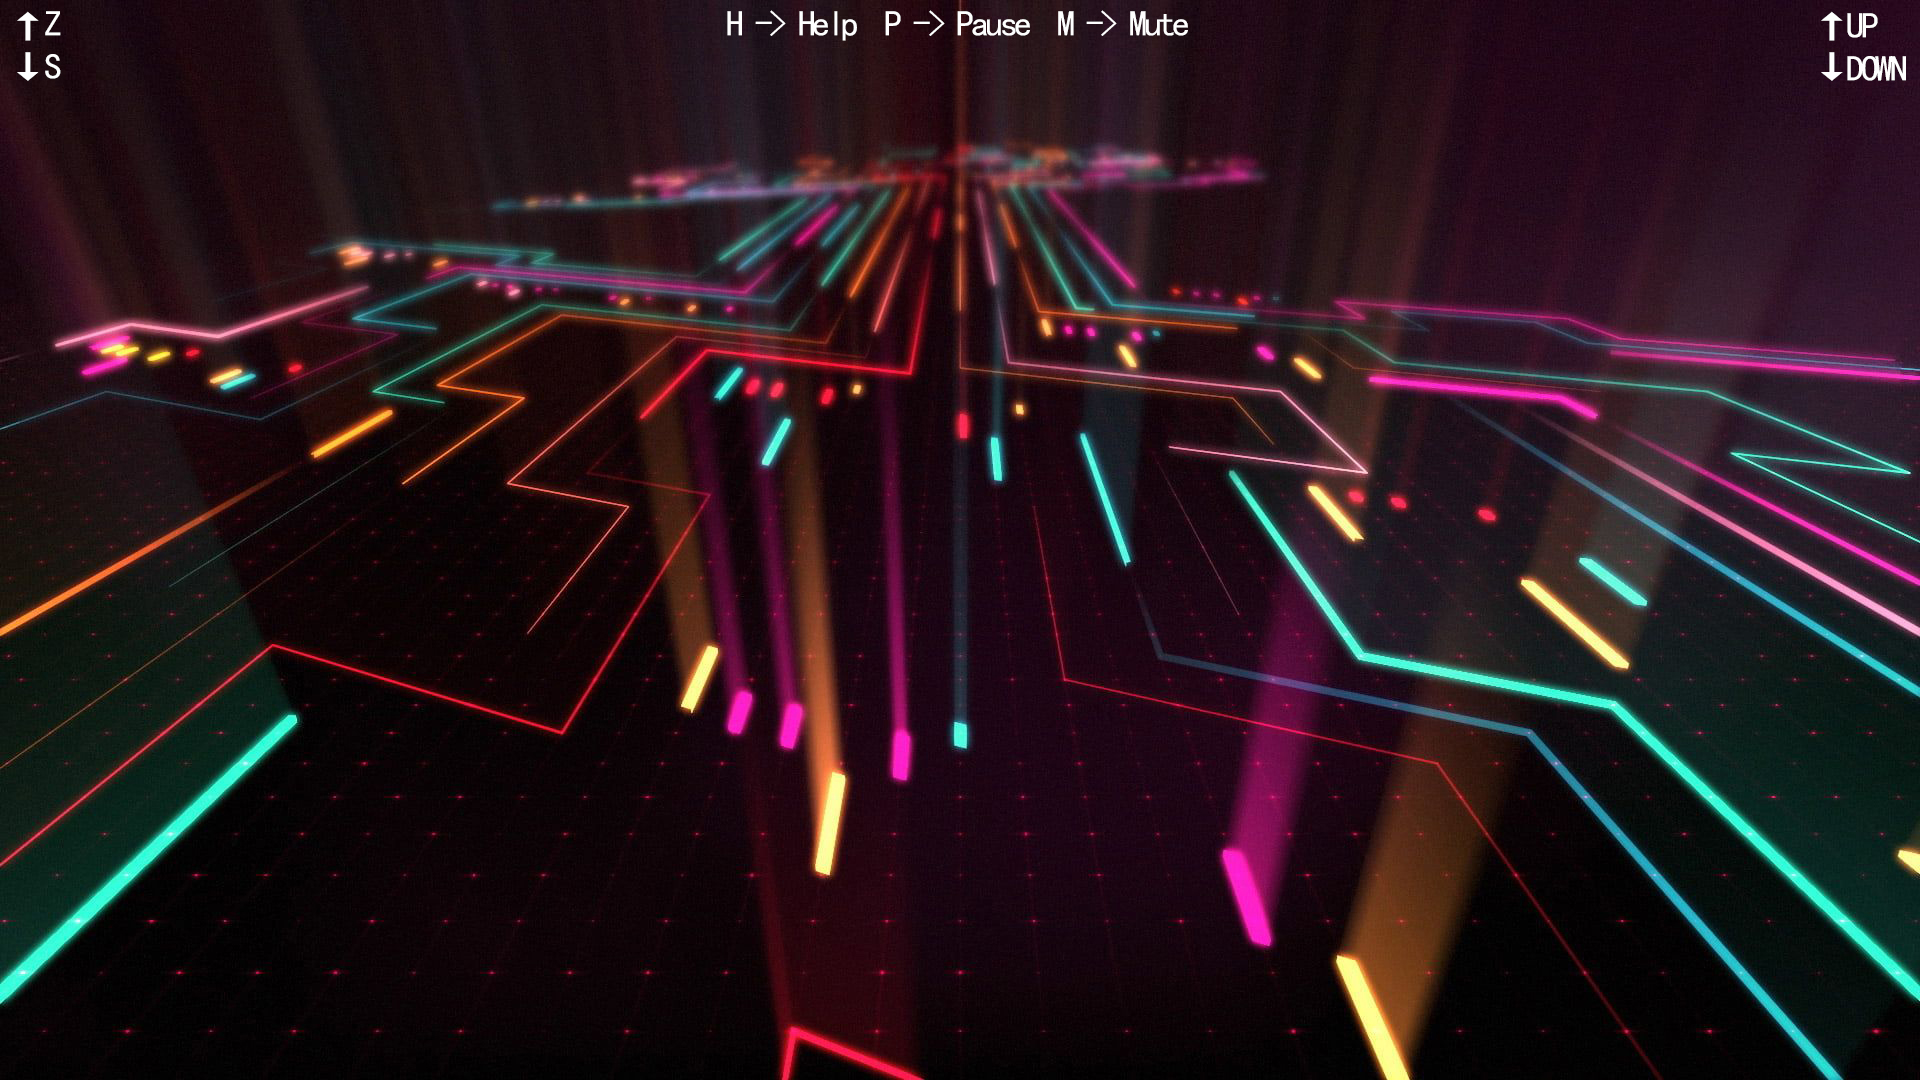 ↑Z
↓S
H -> Help  P -> Pause  M -> Mute
↑UP
↓DOWN